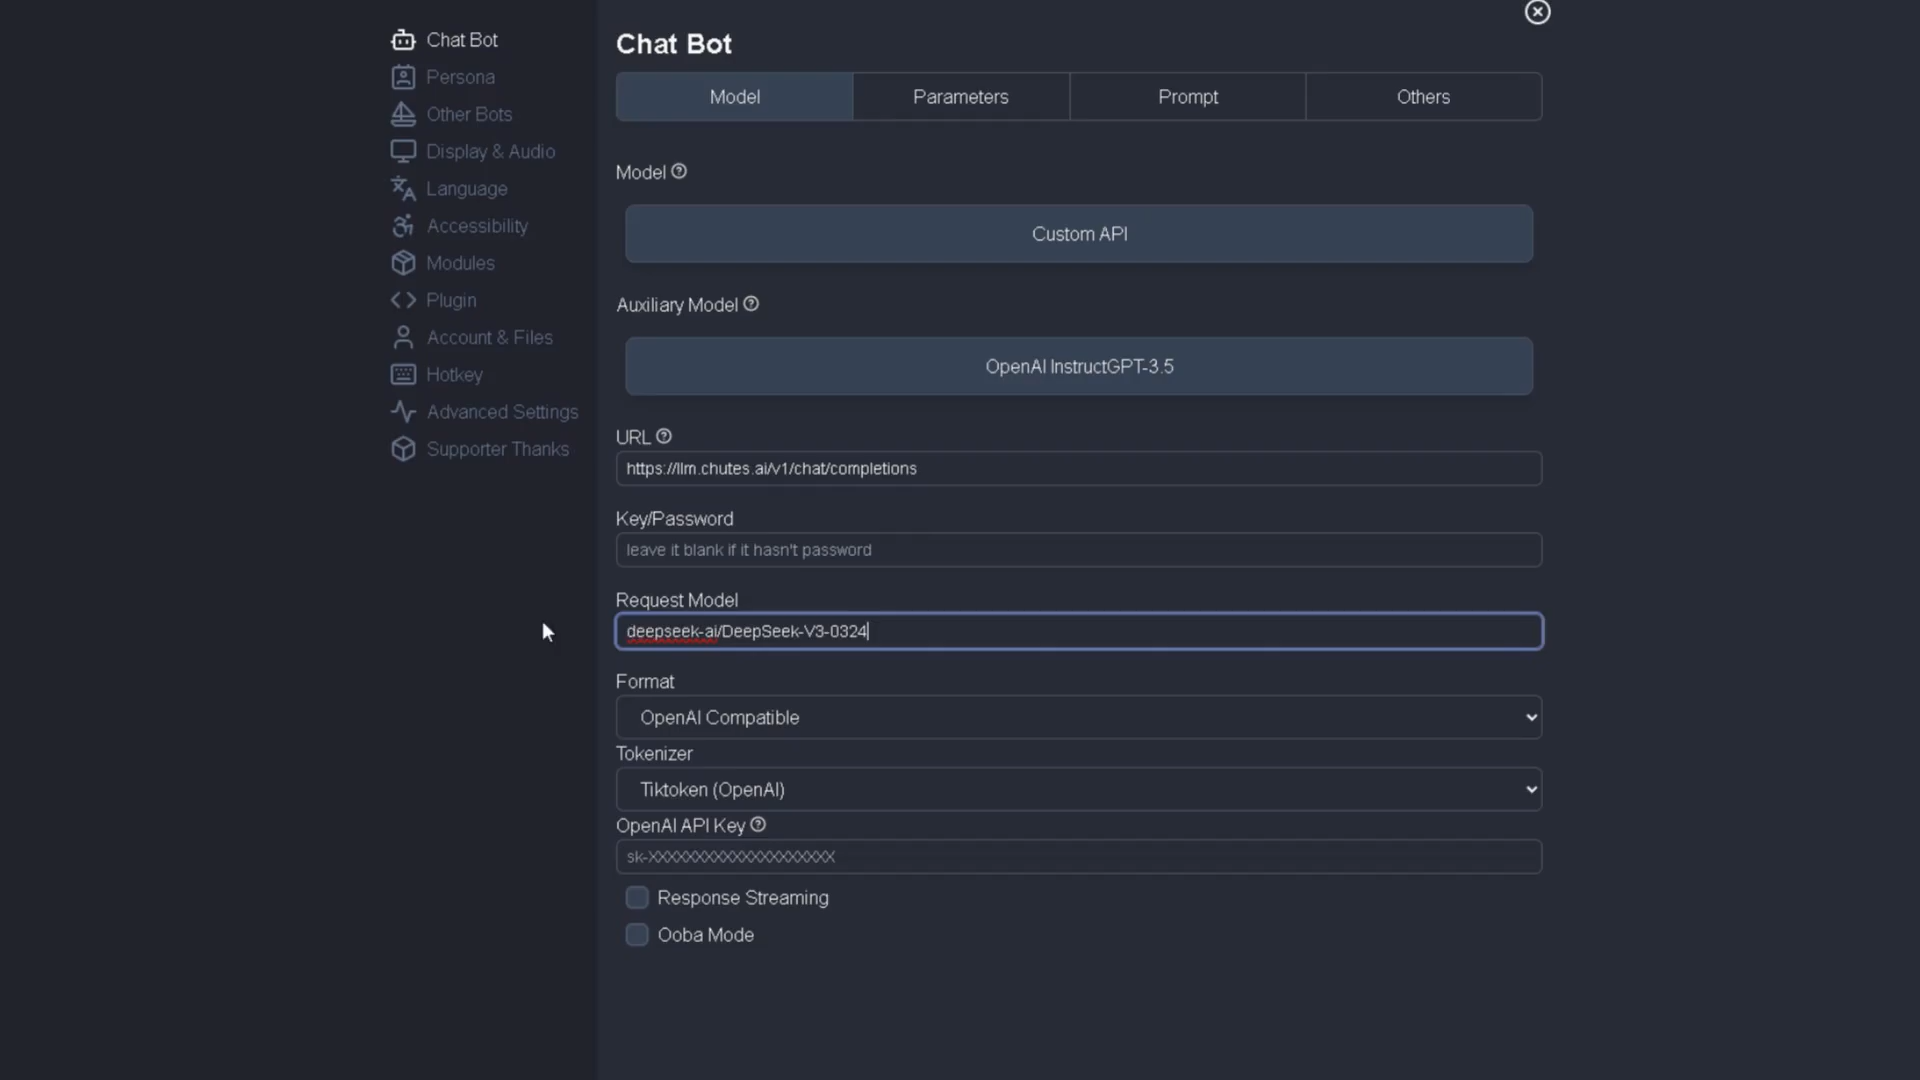 Chat Bot
Persona
Other Bots
Display & Audio
Language
Accessibility
Modules
Plugin
Account & Files
Hotkey
Advanced Settings
Supporter Thanks
Chat Bot
Model
Parameters
Prompt
Others
Model
Custom API
Auxiliary Model
OpenAI InstructGPT-3.5
URL
https://llm.chutes.ai/v1/chat/completions
Key/Password
leave it blank if it hasn't password
Request Model
deepseek-ai/DeepSeek-V3-0324
Format
OpenAI Compatible
Tokenizer
Tiktoken (OpenAI)
OpenAI API Key
sk-XXXXXXXXXXXXXXXXXXXX
Response Streaming
Ooba Mode